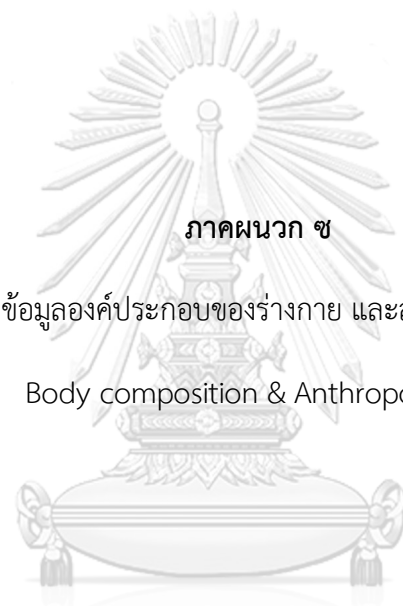 ภาคผนวก ซ
ข้อมูลองค์ประกอบของร่างกาย และ
Body composition &